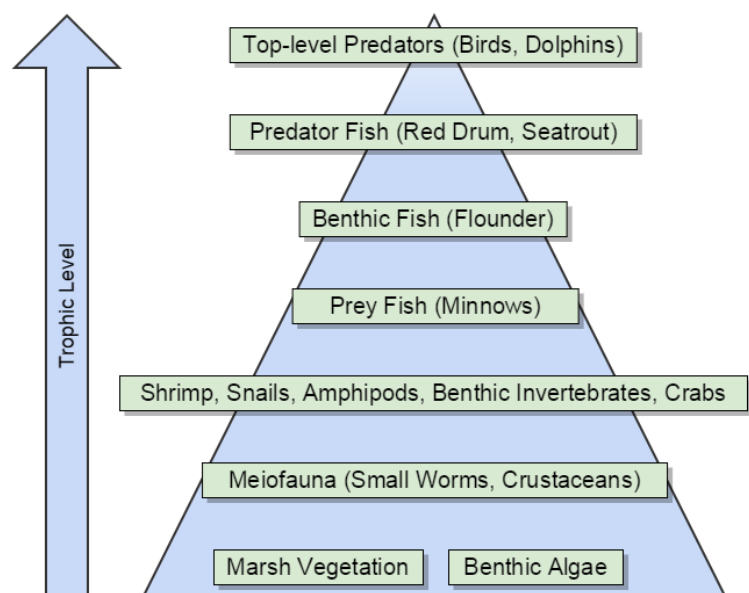 Top-level Predators (Birds, Dolphins)
Predator Fish (Red Drum, Seatrout)
Benthic Fish (Flounder)
Prey Fish (Minnows)
Shrimp, Snails, Amphipods, Benthic Invertebrates, Crabs
Meiofauna (Small Worms, Crustaceans)
Marsh Vegetation
Benthic Algae
Trophic Level